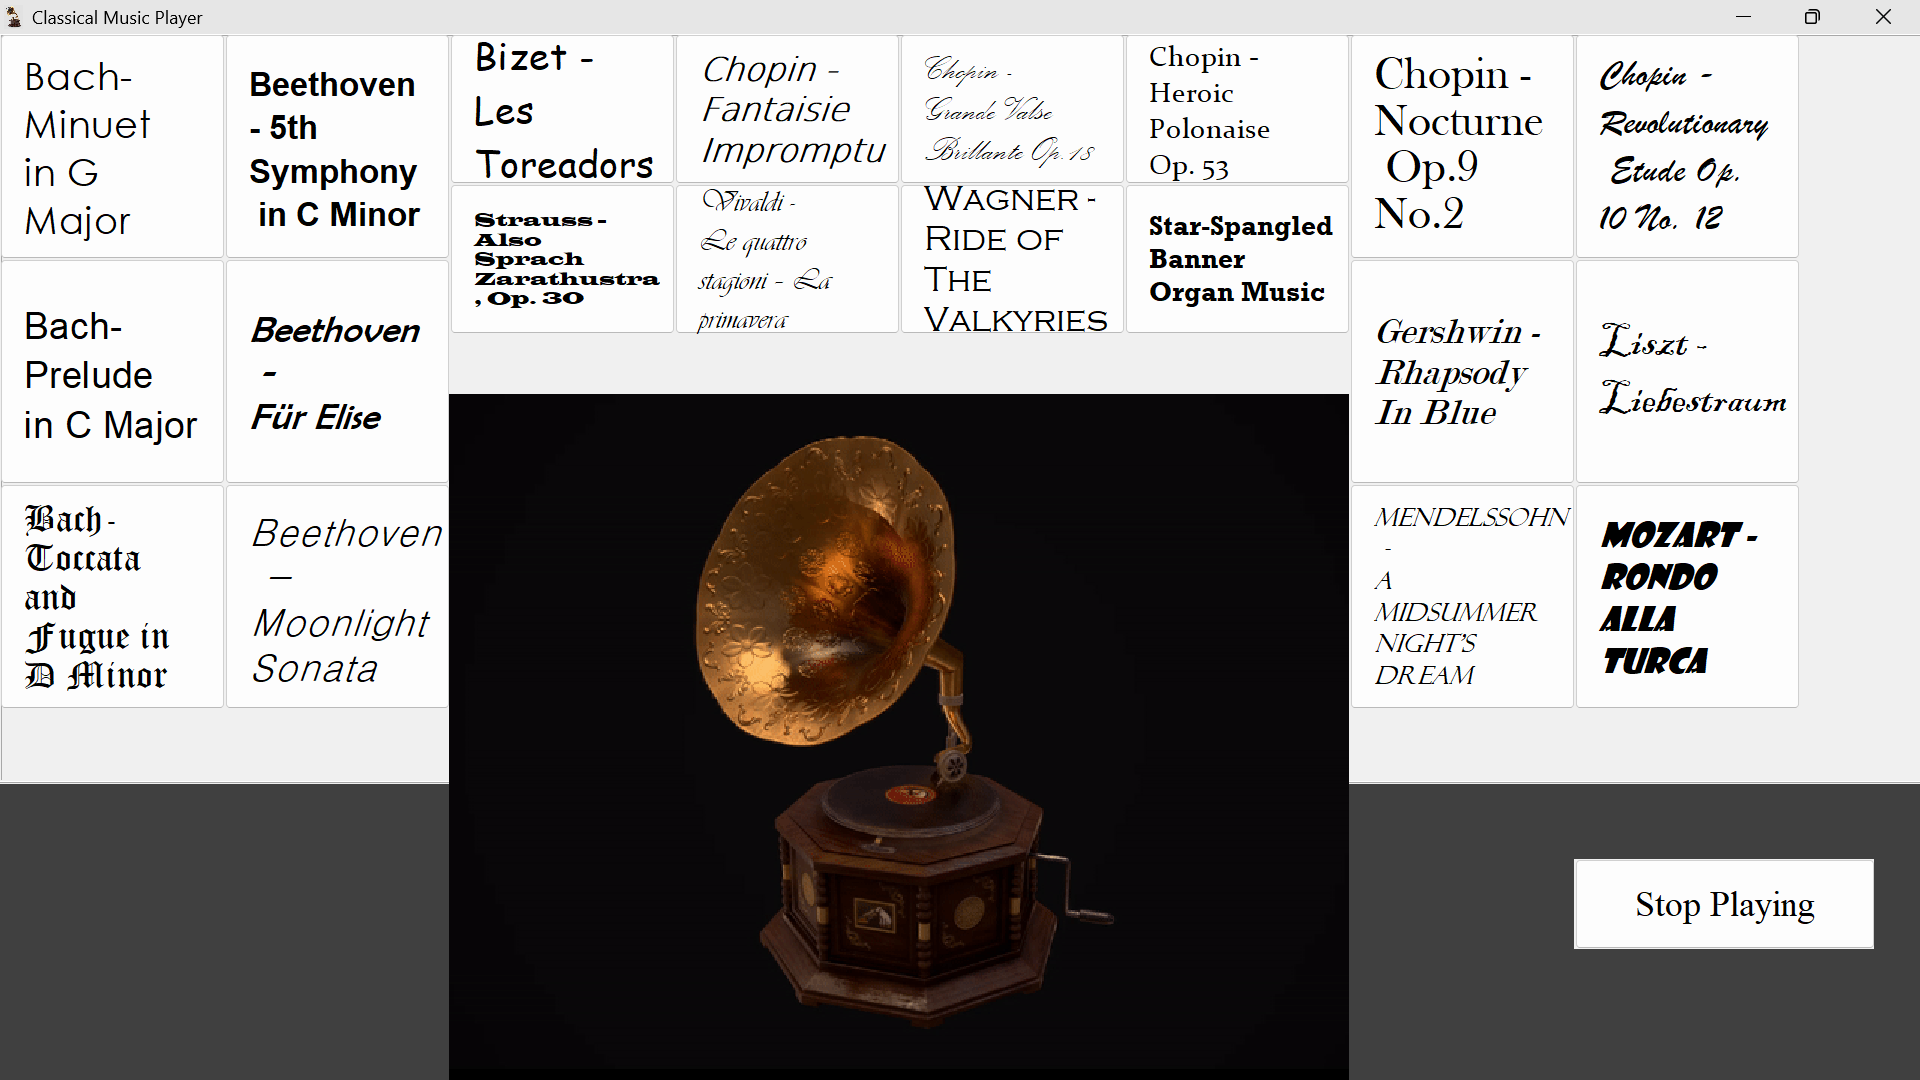 Classical Music Player
Bach-
Minuet
in G
Major
Beethoven
- 5th
Symphony
in C Minor
Bizet -
Les
Toreadors
Chopin -
Fantaisie
Impromptu
Chopin -
Grande Valse
Brillante Op.18
Chopin -
Heroic
Polonaise
Op. 53
Chopin -
Nocturne
Op.9
No.2
Chopin -
Revolutionary
Etude Op.
10 No. 12
Strauss -
Also
Sprach
Zarathustra
, Op. 30
Vivaldi -
Le quattro
stagioni - La
primavera
Wagner -
Ride of
The
Valkyries
Star-Spangled
Banner
Organ Music
Bach-
Prelude
in C Major
Beethoven
-
Für Elise
Gershwin -
Rhapsody
In Blue
Liszt -
Liebestraum
Bach -
Toccata
and
Fugue in
D Minor
Beethoven
–
Moonlight
Sonata
MENDELSSOHN
-
A
MIDSUMMER
NIGHT'S
DREAM
MOZART -
RONDO
ALLA
TURCA
Stop Playing